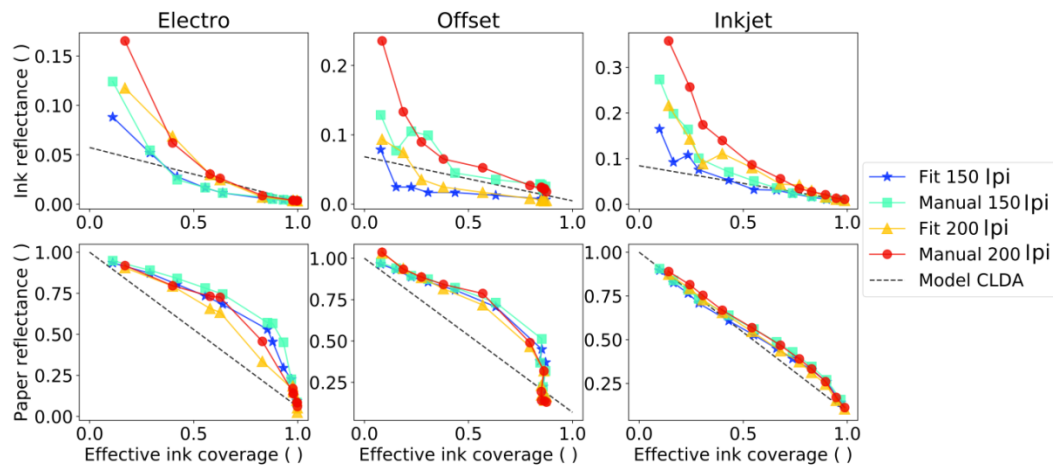 Electro Offset Inkjet
Ink reflectance ( )
0.15
0.10
0.05
0.00
0.2
0.1
0.0
0.3
0.2
0.1
0.0
Paper reflectance ( )
1.00
0.75
0.50
0.25
0.00
0.0 0.5 1.0
Effective ink coverage ( )
1.00
0.75
0.50
0.25
0.0 0.5 1.0
Effective ink coverage ( )
1.00
0.75
0.50
0.25
0.0 0.5 1.0
Effective ink coverage ( )
Fit 150 lpi
Manual 150 lpi
Fit 200 lpi
Manual 200 lpi
Model CLDA